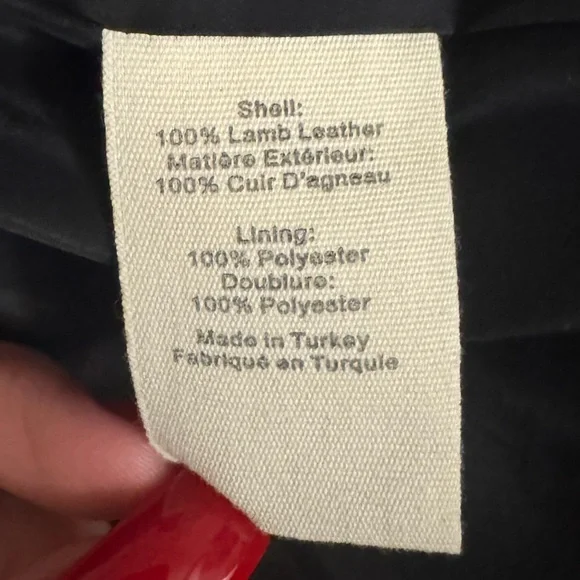 Shell:
100% Lamb Leather
Matière Extérieur:
100% Cuir D'agneau
Lining:
100% Polyester
Doublure:
100% Polyester
Made in Turkey
Fabriqué en Turquie